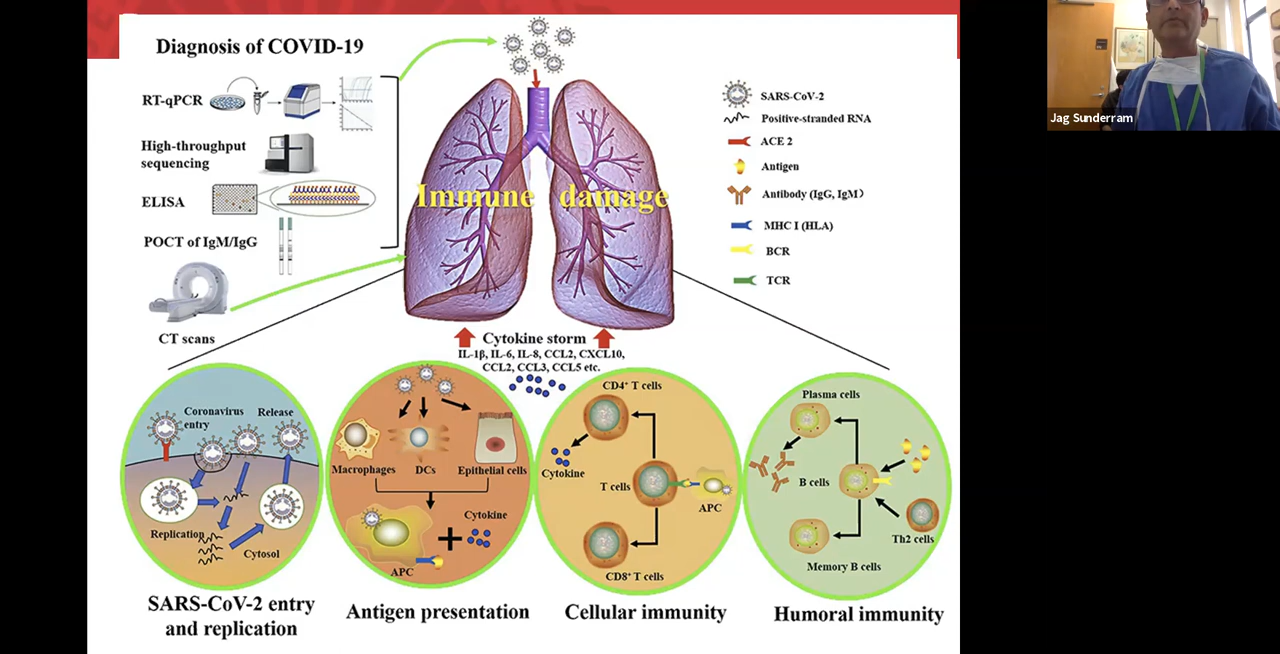 Diagnosis of COVID-19
RT-qPCR
High-throughput
sequencing
ELISA
POCT of IgM/IgG
CT scans
Immune damage
SARS-CoV-2
Positive-stranded RNA
ACE 2
Antigen
Antibody (IgG, IgM)
MHC I (HLA)
BCR
TCR
Jag Sunderram
Cytokine storm
IL-1β, IL-6, IL-8, CCL2, CXCL10,
CCL2, CCL3, CCL5 etc.
Coronavirus
entry
Release
Replication
Cytosol
SARS-CoV-2 entry
and replication
Macrophages
DCs
Epithelial cells
Cytokine
APC
Antigen presentation
CD4+ T cells
Cytokine
T cells
APC
CD8+ T cells
Cellular immunity
Plasma cells
B cells
Th2 cells
Memory B cells
Humoral immunity